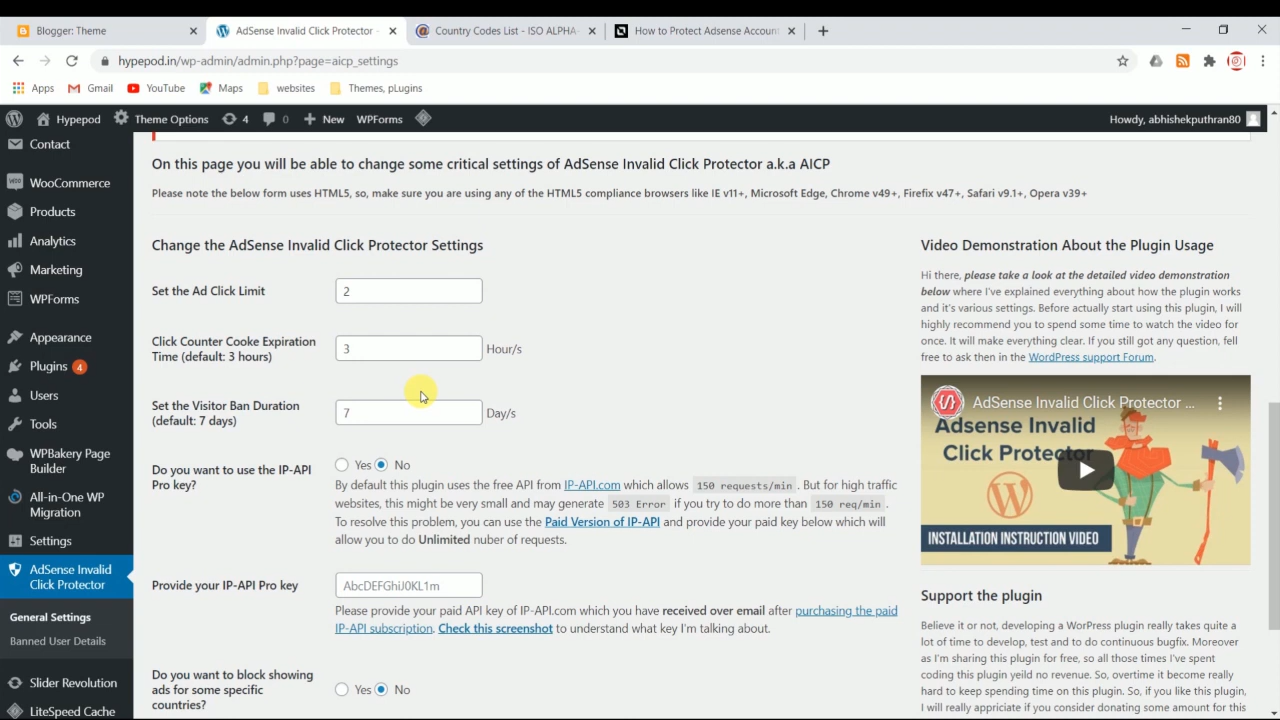 Blogger: Theme
AdSense Invalid Click Protector -
Country Codes List - ISO ALPHA-
How to Protect Adsense Accoun
hypepod.in/wp-admin/admin.php?page=aicp_settings
Apps
Gmail
YouTube
Maps
websites
Themes, pLugins
Hypepod
Theme Options
4
0
New
WPForms
Howdy, abhishekputhran80
Contact
WooCommerce
Products
Analytics
Marketing
WPForms
Appearance
Plugins 4
Users
Tools
WPBakery Page
Builder
All-in-One WP
Migration
Settings
AdSense Invalid
Click Protector
General Settings
Banned User Details
Slider Revolution
LiteSpeed Cache
On this page you will be able to change some critical settings of AdSense Invalid Click Protector a.k.a AICP
Please note the below form uses HTML5, so, make sure you are using any of the HTML5 compliance browsers like IE v11+, Microsoft Edge, Chrome v49+, Firefix v47+, Safari v9.1+, Opera v39+
Change the AdSense Invalid Click Protector Settings
Set the Ad Click Limit
2
Click Counter Cooke Expiration
Time (default: 3 hours)
3
Hour/s
Set the Visitor Ban Duration
(default: 7 days)
7
Day/s
Do you want to use the IP-API
Pro key?
Yes No
By default this plugin uses the free API from IP-API.com which allows 150 requests/min . But for high traffic
websites, this might be very small and may generate 503 Error if you try to do more than 150 req/min .
To resolve this problem, you can use the Paid Version of IP-API and provide your paid key below which will
allow you to do Unlimited nuber of requests.
Provide your IP-API Pro key
AbcDEFGhiJ0KL1m
Please provide your paid API key of IP-API.com which you have received over email after purchasing the paid
IP-API subscription. Check this screenshot to understand what key I'm talking about.
Do you want to block showing
ads for some specific
countries?
Yes No
Video Demonstration About the Plugin Usage
Hi there, please take a look at the detailed video demonstration
below where I've explained everything about how the plugin works
and it's various settings. Before actually start using this plugin, I will
highly recommend you to spend some time to watch the video for
once. It will make everything clear. If you still got any question, fell
free to ask then in the WordPress support Forum.
AdSense Invalid Click Protector ...
Adsense Invalid
Click Protector
INSTALLATION INSTRUCTION VIDEO
Support the plugin
Believe it or not, developing a WorPress plugin really takes quite a
lot of time to develop, test and to do continuous bugfix. Moreover
as I'm sharing this plugin for free, so all those times I've spent
coding this plugin yeild no revenue. So, overtime it become really
hard to keep spending time on this plugin. So, if you like this plugin,
I will really appriciate if you consider donating some amount for this